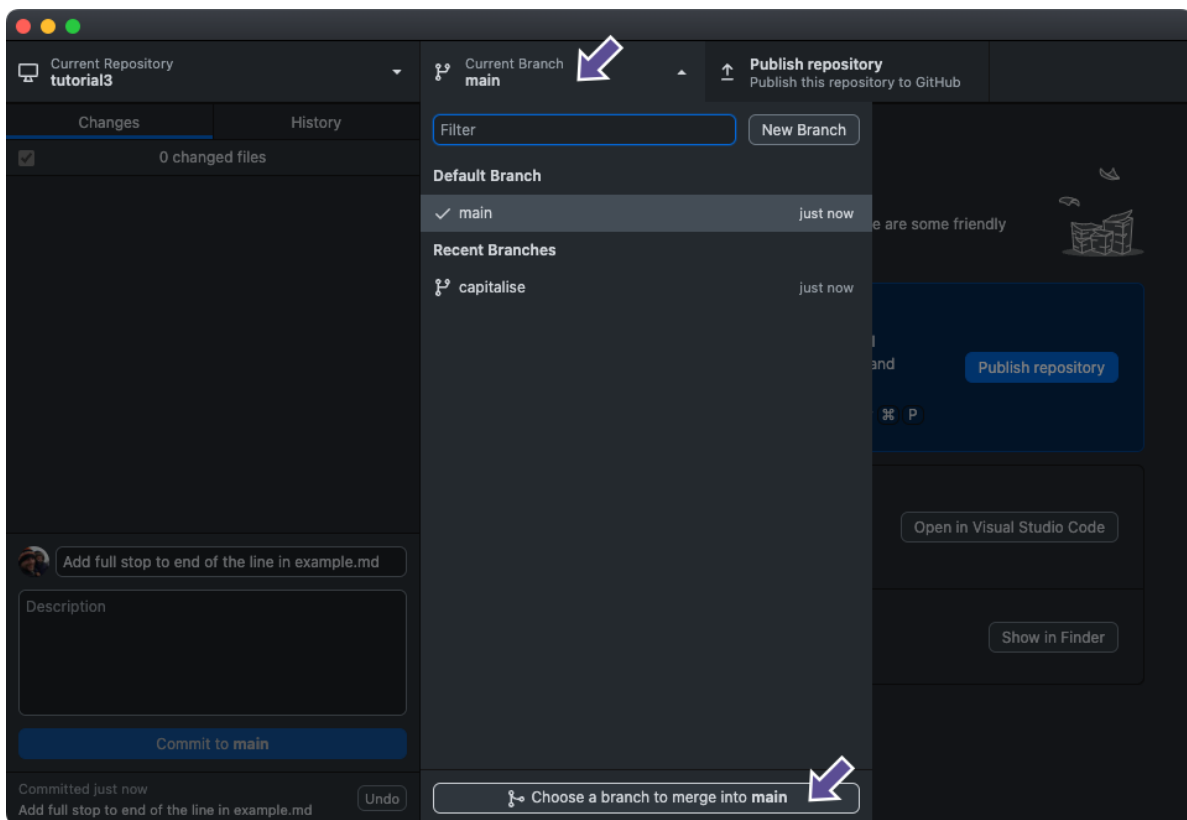 Current Repository
tutorial3
Current Branch
main
Publish repository
Publish this repository to GitHub
Changes
History
0 changed files
Filter
New Branch
Default Branch
main
just now
Recent Branches
capitalise
just now
e are some friendly
and
Publish repository
⌘ P
Open in Visual Studio Code
Show in Finder
Add full stop to end of the line in example.md
Description
Commit to main
Committed just now
Add full stop to end of the line in example.md
Undo
Choose a branch to merge into main